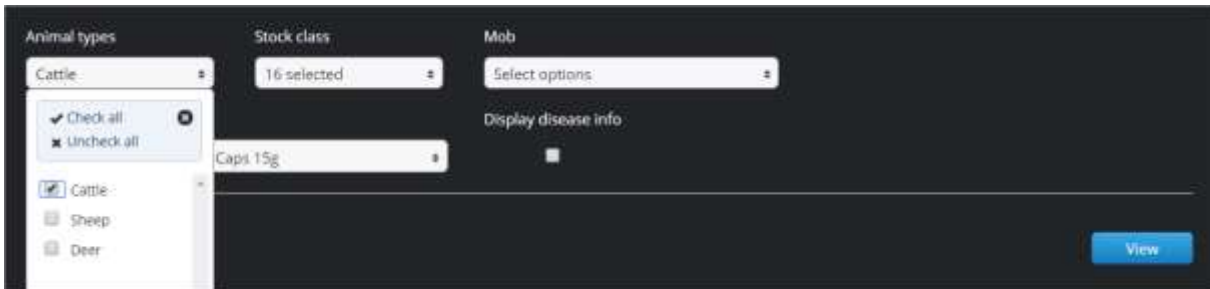 Animal types
Stock class
Mob
Cattle
16 selected
Select options
Check all
Uncheck all
Display disease info
Caps 15g
Cattle
Sheep
Deer
View